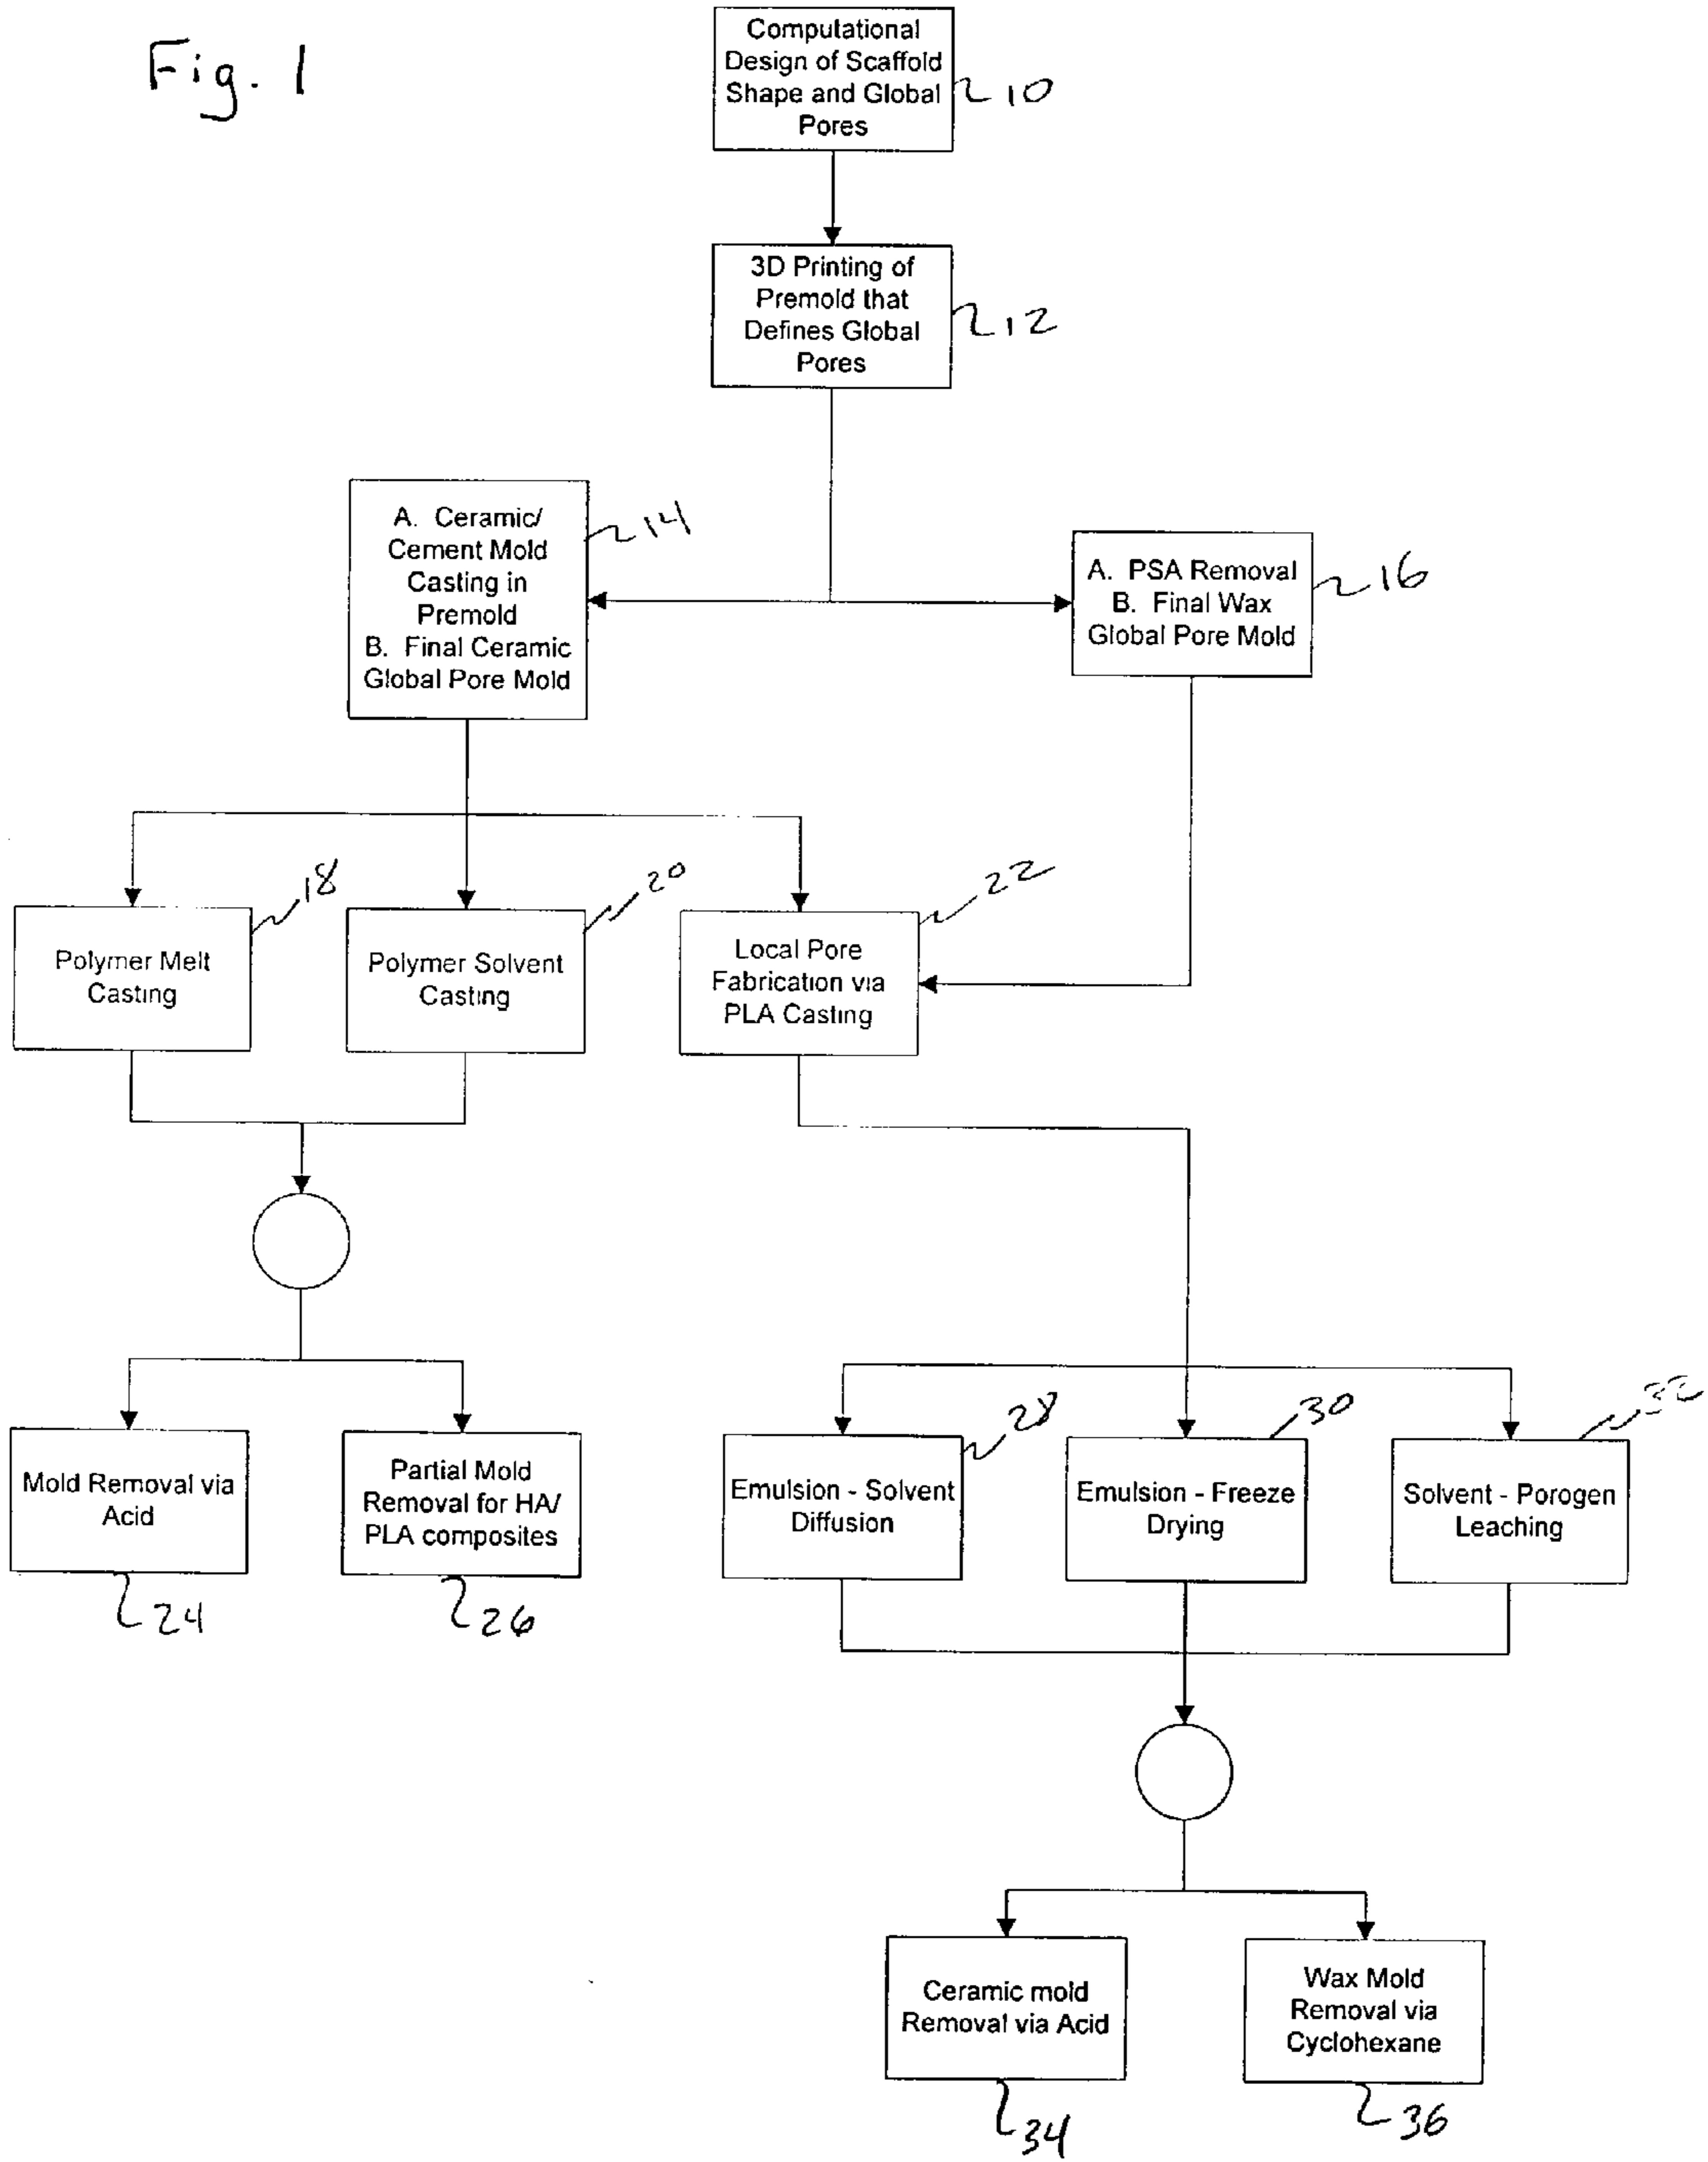 Fig. 1
Computational
Design of Scaffold
Shape and Global
Pores
10
3D Printing of
Premold that
Defines Global
Pores
12
A. Ceramic/
Cement Mold
Casting in
Premold
B. Final Ceramic
Global Pore Mold
14
A. PSA Removal
B. Final Wax
Global Pore Mold
16
Polymer Melt
Casting
18
Polymer Solvent
Casting
20
Local Pore
Fabrication via
PLA Casting
22
Mold Removal via
Acid
24
Partial Mold
Removal for HA/
PLA composites
26
Emulsion - Solvent
Diffusion
28
Emulsion - Freeze
Drying
30
Solvent - Porogen
Leaching
32
Ceramic mold
Removal via Acid
34
Wax Mold
Removal via
Cyclohexane
36